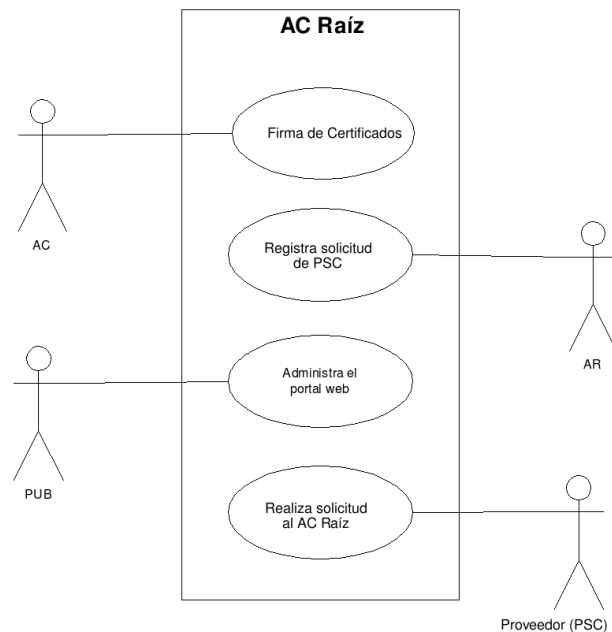 AC Raíz
Firma de Certificados
AC
Registra solicitud
de PSC
AR
Administra el
portal web
PUB
Realiza solicitud
al AC Raíz
Proveedor (PSC)